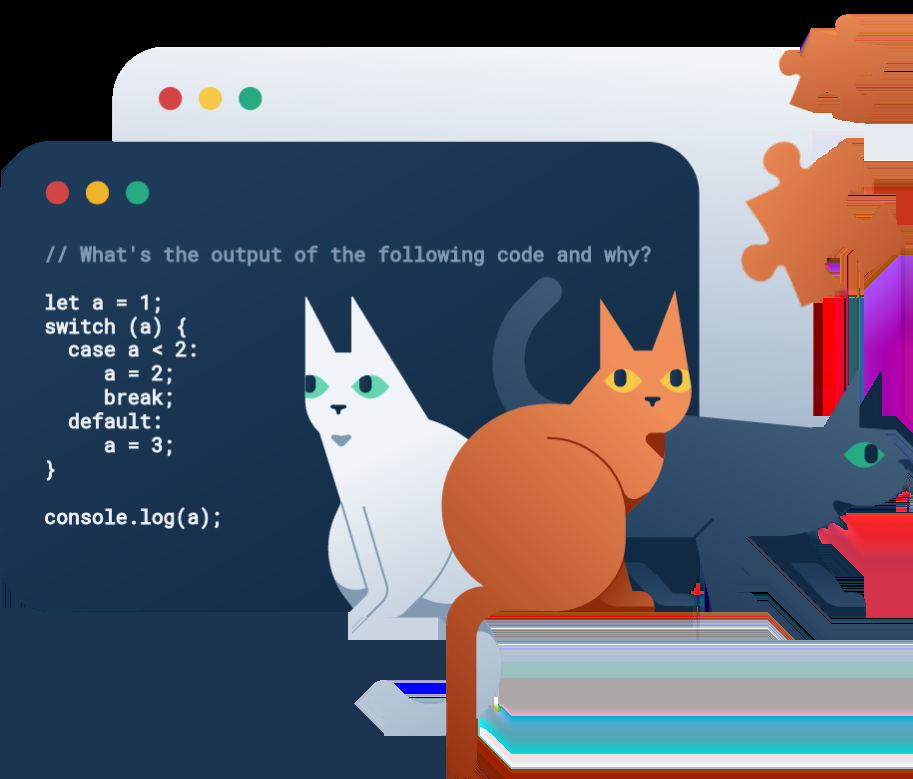 // What's the output of the following code and why?
let a = 1;
switch (a) {
case a < 2:
a = 2;
break;
default:
a = 3;
}
console.log(a);